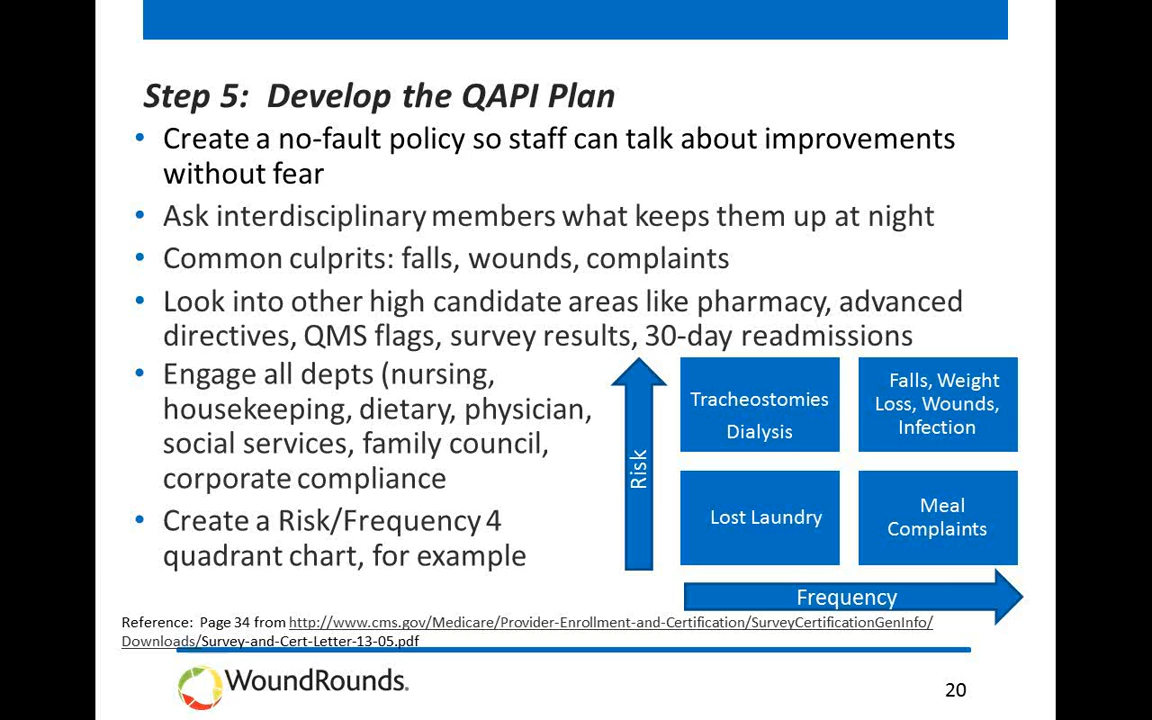 Step 5:  Develop the QAPI Plan
• Create a no-fault policy so staff can talk about improvements
without fear
• Ask interdisciplinary members what keeps them up at night
• Common culprits: falls, wounds, complaints
• Look into other high candidate areas like pharmacy, advanced
directives, QMS flags, survey results, 30-day readmissions
• Engage all depts (nursing,
housekeeping, dietary, physician,
social services, family council,
corporate compliance
• Create a Risk/Frequency 4
quadrant chart, for example
Risk
Tracheostomies
Dialysis
Falls, Weight
Loss, Wounds,
Infection
Lost Laundry
Meal
Complaints
Frequency
Reference:  Page 34 from http://www.cms.gov/Medicare/Provider-Enrollment-and-Certification/SurveyCertificationGenInfo/
Downloads/Survey-and-Cert-Letter-13-05.pdf
WoundRounds.
20